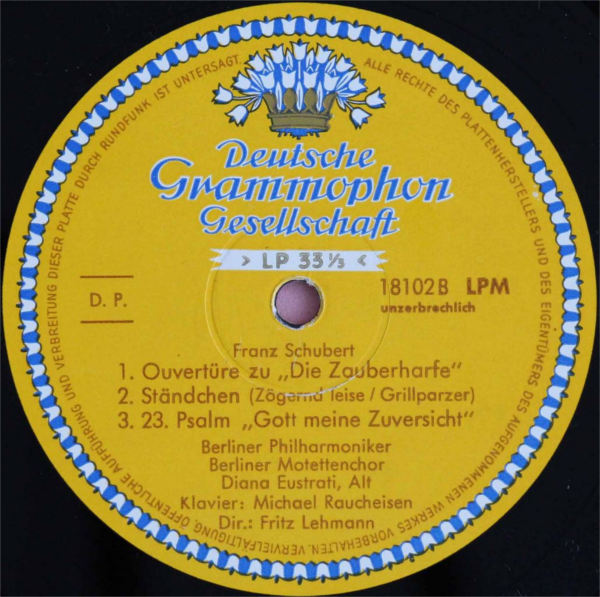 ALLE RECHTE DES PLATTENHERSTELLERS UND DES EIGENTÜMERS DES AUFGENOMMENEN WERKES VORBEHALTEN. VERVIELFÄLTIGUNG, ÖFFENTLICHE AUFFÜHRUNG UND VERBREITUNG DIESER PLATTE DURCH RUNDFUNK IST UNTERSAGT.
Deutsche
Grammophon
Gesellschaft
> LP 33 1/3 <
D. P.
18102 B LPM
unzerbrechlich
Franz Schubert
1. Ouvertüre zu „Die Zauberharfe“
2. Ständchen (Zögernd leise / Grillparzer)
3. 23. Psalm „Gott meine Zuversicht“
Berliner Philharmoniker
Berliner Motettenchor
Diana Eustrati, Alt
Klavier: Michael Raucheisen
Dir.: Fritz Lehmann